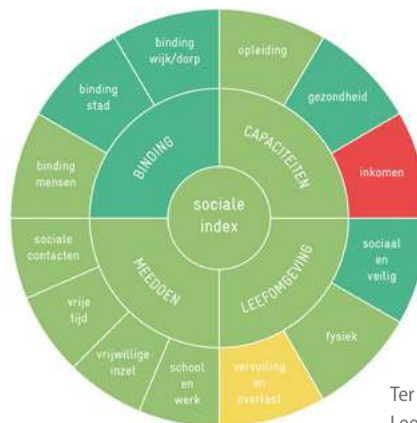 binding
wijk/dorp
opleiding
binding
stad
gezondheid
binding
mensen
BINDING
CAPACITEITEN
inkomen
sociale
index
sociale
contacten
MEEDOEN
LEEFOMGEVING
sociaal
en
veilig
vrije
tijd
fysiek
vrijwillige
inzet
school
en
werk
vervuiling
en
overlast
Ter